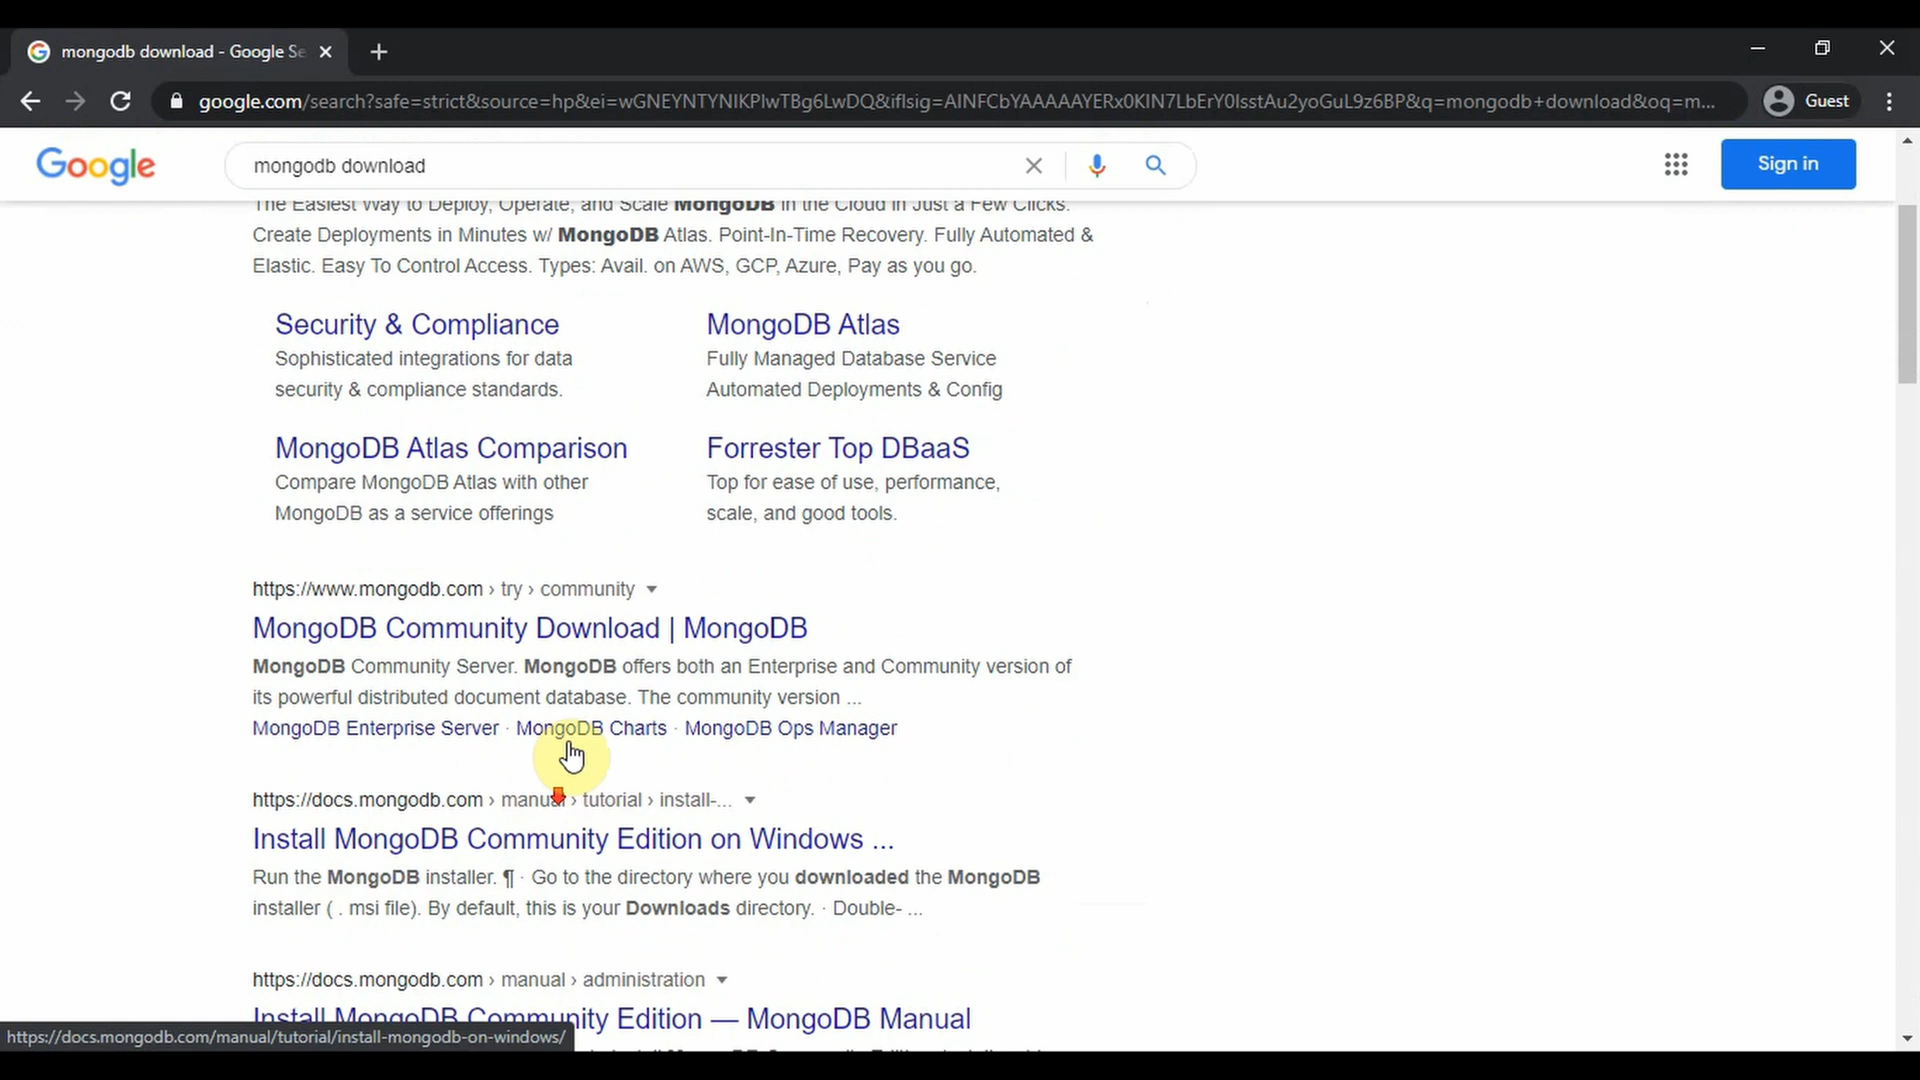 mongodb download - Google Se
google.com/search?safe=strict&source=hp&ei=wGNEYNTYNIKPlwTBg6LwDQ&iflsig=AINFCbYAAAAAYERx0KIN7LbErY0IsstAu2yoGuL9z6BP&q=mongodb+download&oq=m...
Guest
Google
mongodb download
Sign in
The Easiest Way to Deploy, Operate, and Scale MongoDB in the Cloud in Just a Few Clicks.
Create Deployments in Minutes w/ MongoDB Atlas. Point-In-Time Recovery. Fully Automated &
Elastic. Easy To Control Access. Types: Avail. on AWS, GCP, Azure, Pay as you go.
Security & Compliance
Sophisticated integrations for data
security & compliance standards.
MongoDB Atlas
Fully Managed Database Service
Automated Deployments & Config
MongoDB Atlas Comparison
Compare MongoDB Atlas with other
MongoDB as a service offerings
Forrester Top DBaaS
Top for ease of use, performance,
scale, and good tools.
https://www.mongodb.com › try › community
MongoDB Community Download | MongoDB
MongoDB Community Server. MongoDB offers both an Enterprise and Community version of
its powerful distributed document database. The community version ...
MongoDB Enterprise Server · MongoDB Charts · MongoDB Ops Manager
https://docs.mongodb.com › manual › tutorial › install-...
Install MongoDB Community Edition on Windows ...
Run the MongoDB installer. ¶ · Go to the directory where you downloaded the MongoDB
installer ( . msi file). By default, this is your Downloads directory. · Double- ...
https://docs.mongodb.com › manual › administration
Install MongoDB Community Edition — MongoDB Manual
https://docs.mongodb.com/manual/tutorial/install-mongodb-on-windows/